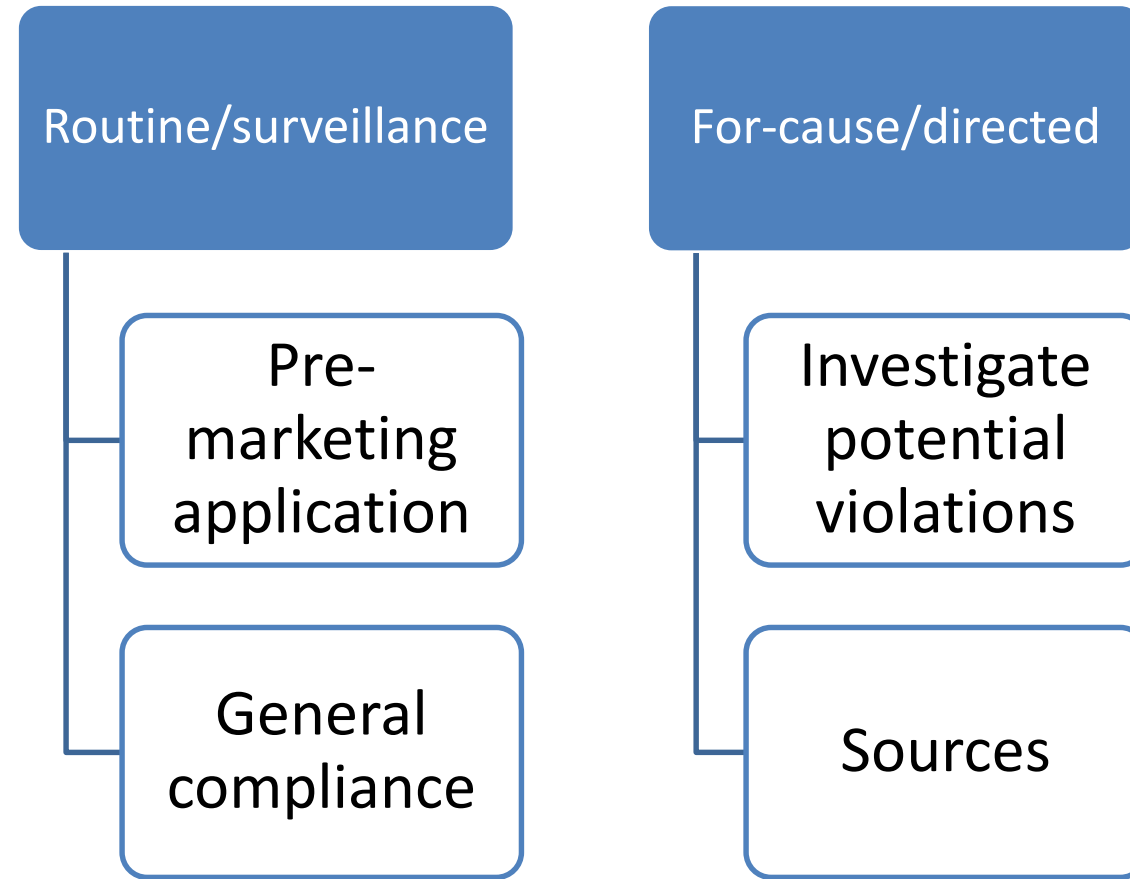 Routine/surveillance
Pre-
marketing
application
General
compliance
For-cause/directed
Investigate
potential
violations
Sources